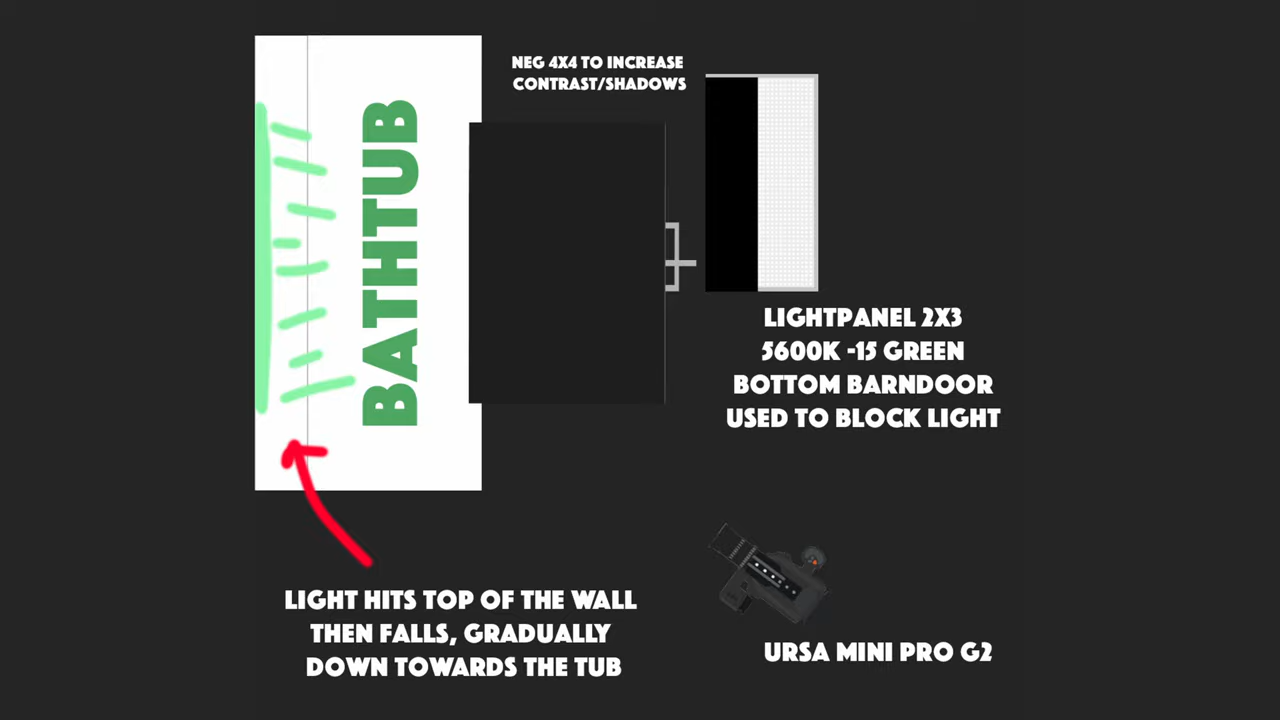 NEG 4X4 TO INCREASE
CONTRAST/SHADOWS
BATHTUB
LIGHTPANEL 2X3
5600K -15 GREEN
BOTTOM BARNDOOR
USED TO BLOCK LIGHT
LIGHT HITS TOP OF THE WALL
THEN FALLS, GRADUALLY
DOWN TOWARDS THE TUB
URSA MINI PRO G2